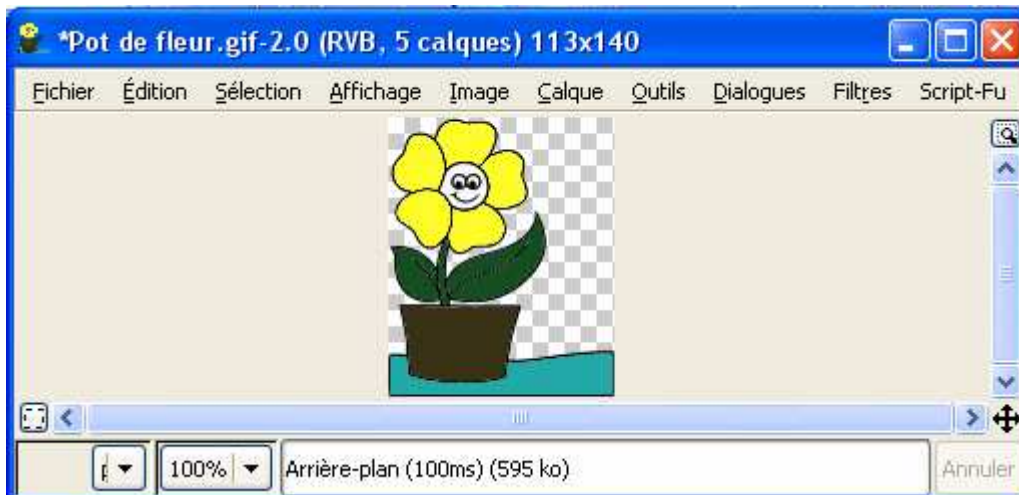 *Pot de fleur.gif-2.0 (RVB, 5 calques) 113x140
Fichier Édition Sélection Affichage Image Calque Outils Dialogues Filtres Script-Fu
100% Arrière-plan (100ms) (595 ko) Annuler